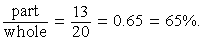 part/whole = 13/20 = 0.65 = 65%.